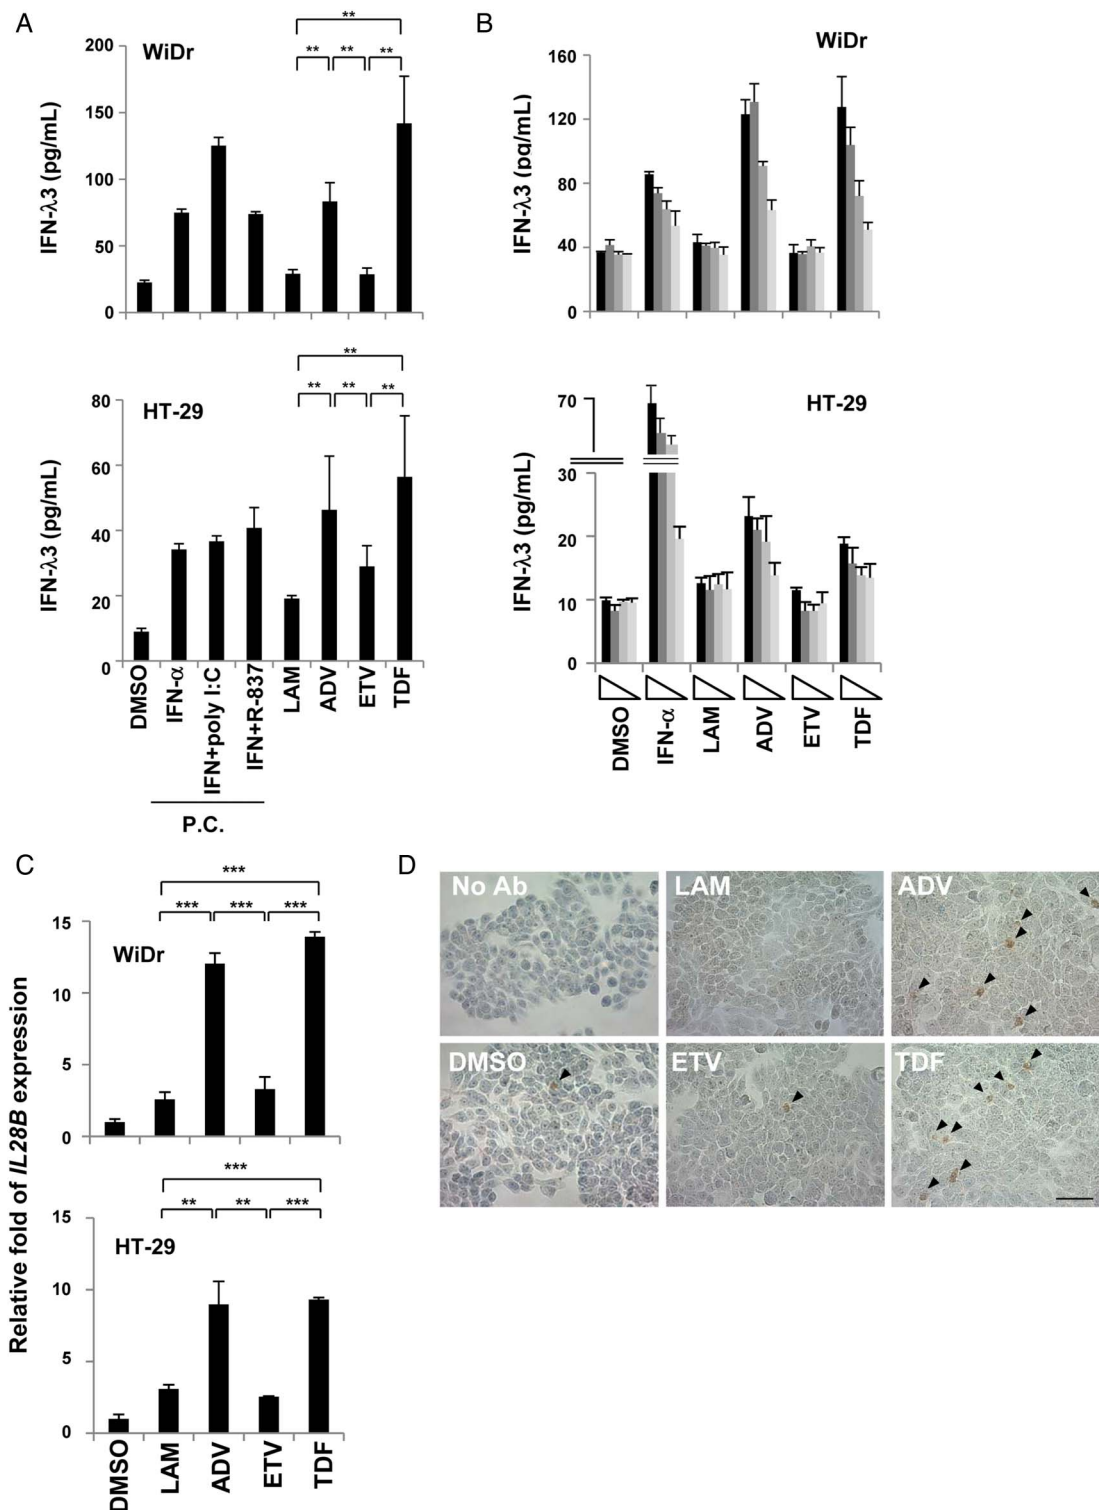 A
WiDr
**
** ** **
IFN-λ3 (pg/mL)
200
150
100
50
0
HT-29
**
** ** **
IFN-λ3 (pg/mL)
80
60
40
20
0
DMSO
IFN-α
IFN+poly I:C
IFN+R-837
LAM
ADV
ETV
TDF
P.C.
B
WiDr
IFN-λ3 (pg/mL)
160
120
80
40
0
HT-29
IFN-λ3 (pg/mL)
70
30
20
10
0
DMSO
IFN-α
LAM
ADV
ETV
TDF
C
Relative fold of IL28B expression
***
*** *** ***
WiDr
15
10
5
0
***
** ** ***
HT-29
15
10
5
0
DMSO
LAM
ADV
ETV
TDF
D
No Ab
LAM
ADV
DMSO
ETV
TDF